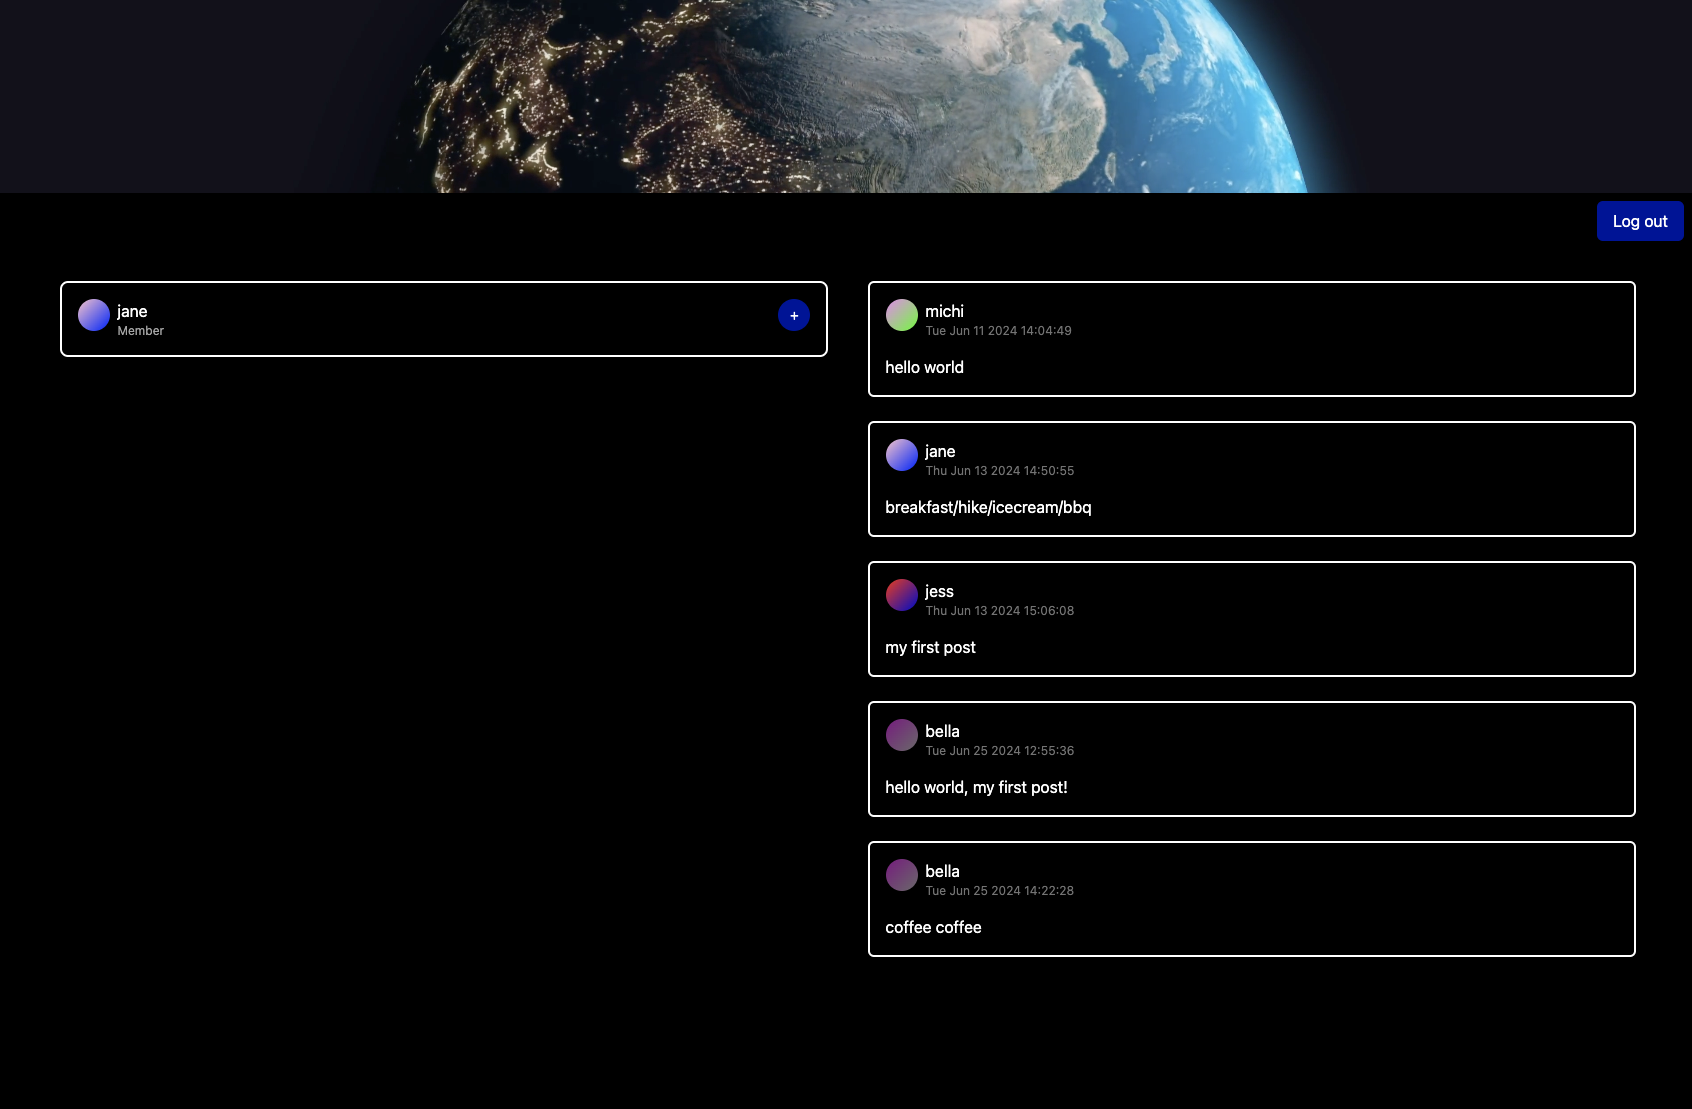 Log out
jane
Member
+
michi
Tue Jun 11 2024 14:04:49
hello world
jane
Thu Jun 13 2024 14:50:55
breakfast/hike/icecream/bbq
jess
Thu Jun 13 2024 15:06:08
my first post
bella
Tue Jun 25 2024 12:55:36
hello world, my first post!
bella
Tue Jun 25 2024 14:22:28
coffee coffee